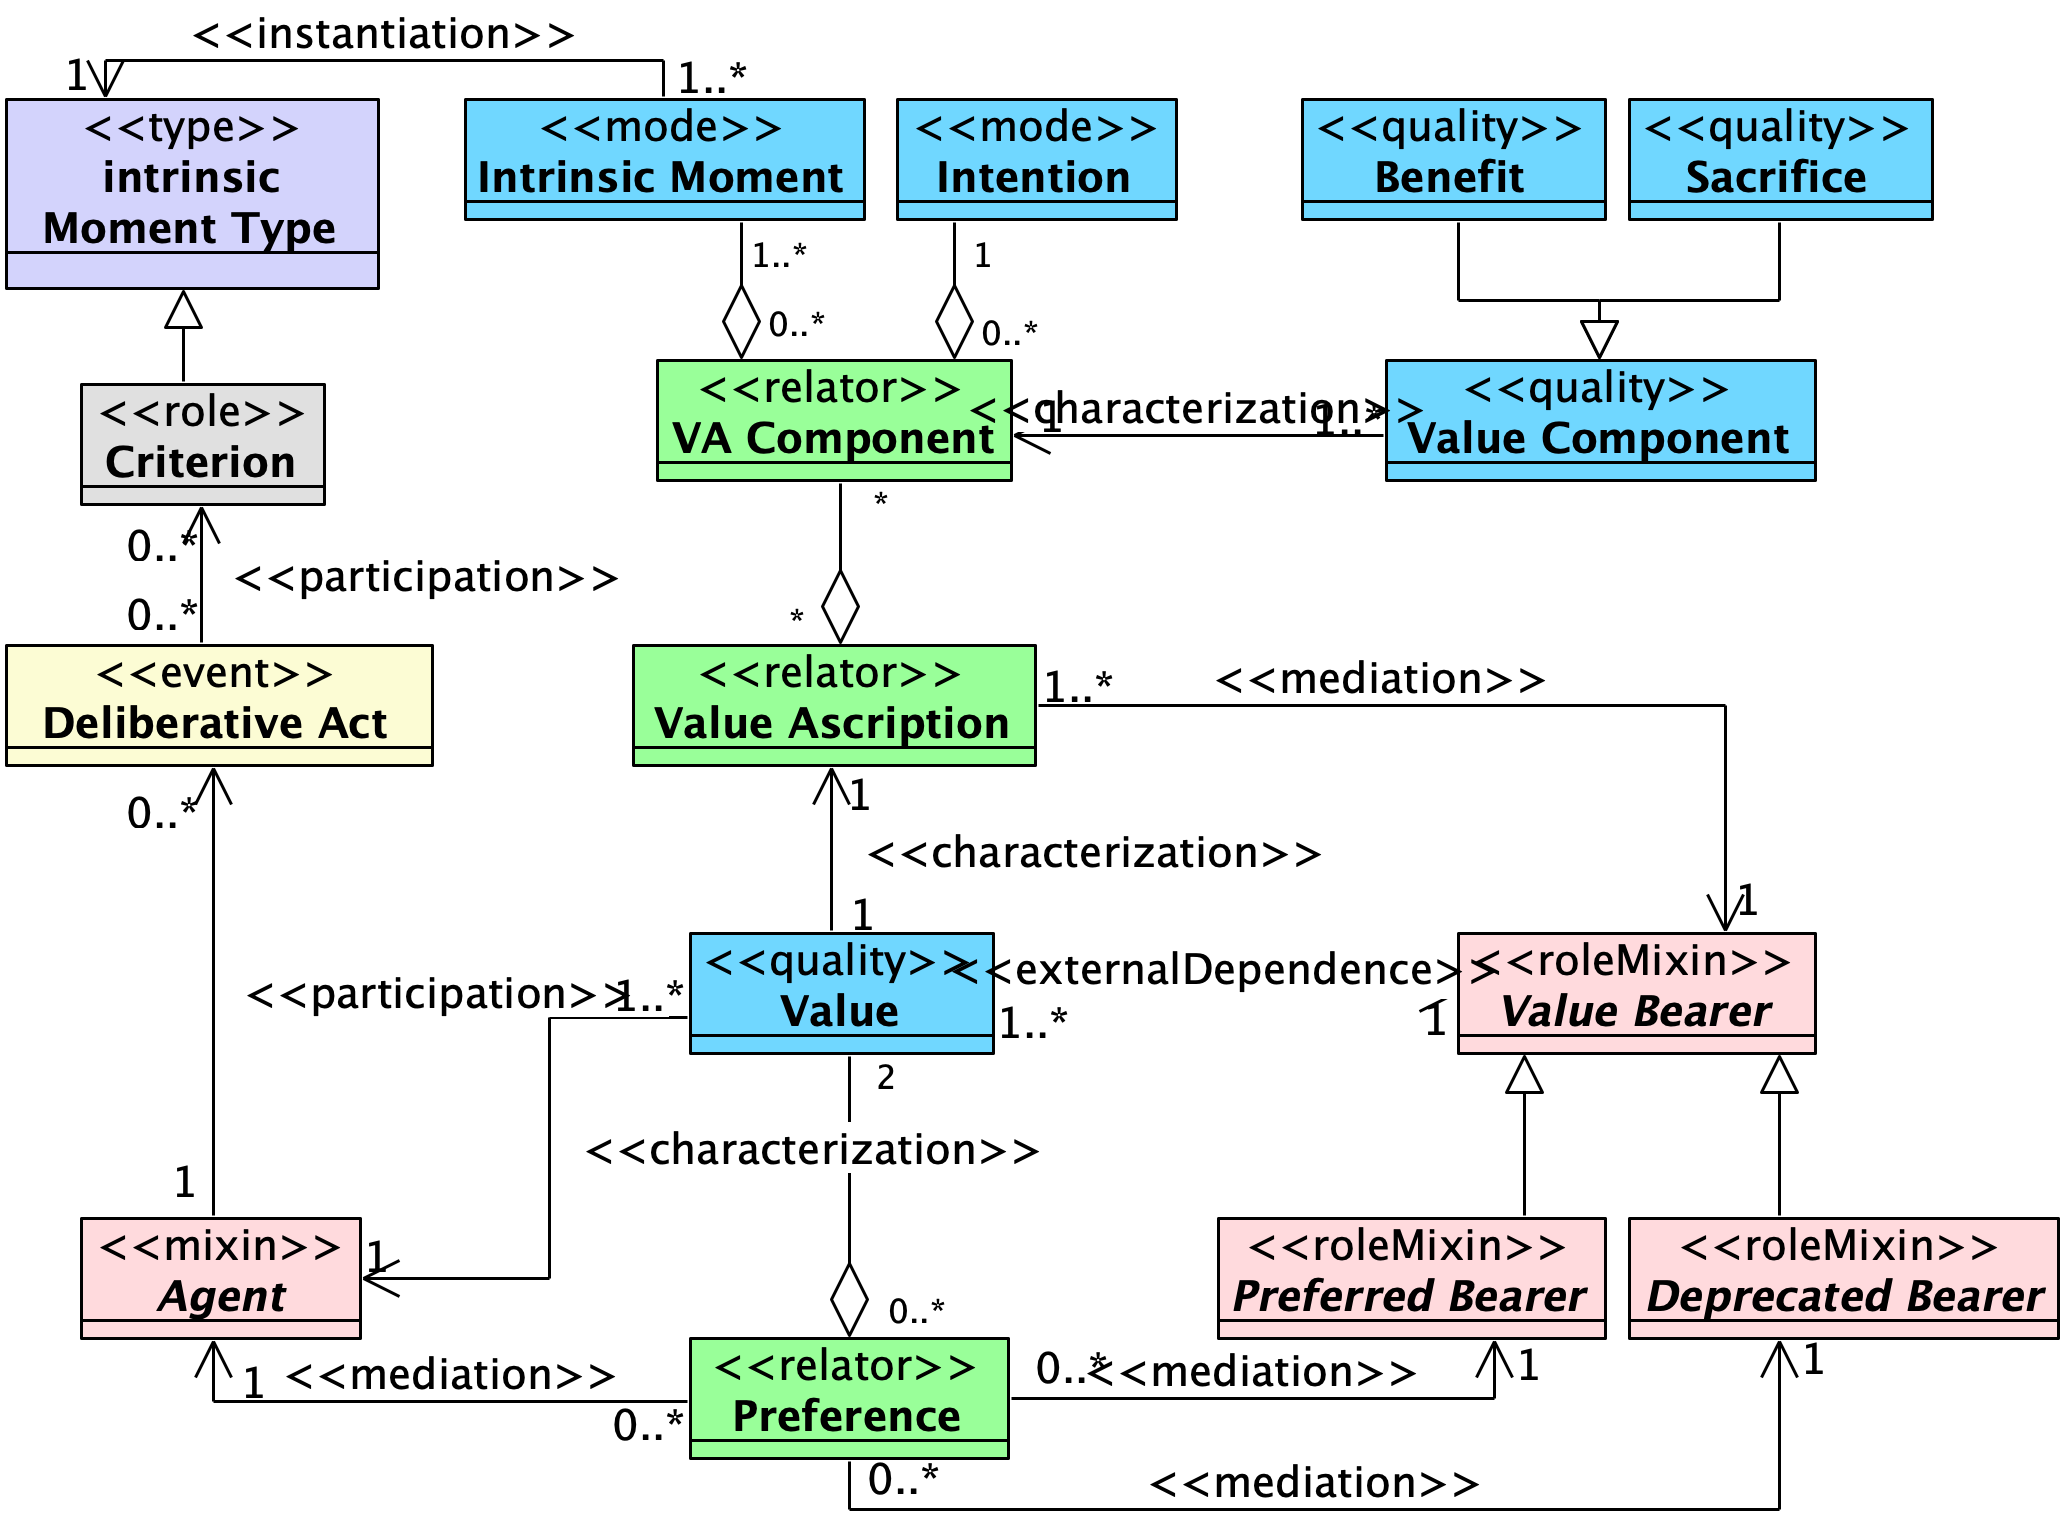 <<instantiation>>
1
1..*
<<type>>
intrinsic
Moment Type
<<mode>>
Intrinsic Moment
<<mode>>
Intention
<<quality>>
Benefit
<<quality>>
Sacrifice
1..*
0..*
1
0..*
<<role>>
Criterion
<<relator>>
VA Component
<<characterization>>
1
1..*
<<quality>>
Value Component
*
*
0..*
<<participation>>
0..*
<<event>>
Deliberative Act
<<relator>>
Value Ascription
1..*
<<mediation>>
1
0..*
1
<<characterization>>
1
<<participation>>
1..*
<<quality>>
Value
<<externalDependence>>
1..*
1
<<roleMixin>>
Value Bearer
2
<<characterization>>
0..*
1
<<mixin>>
Agent
1
<<roleMixin>>
Preferred Bearer
<<roleMixin>>
Deprecated Bearer
1
<<mediation>>
0..*
<<relator>>
Preference
0..*
<<mediation>>
1
1
0..*
<<mediation>>